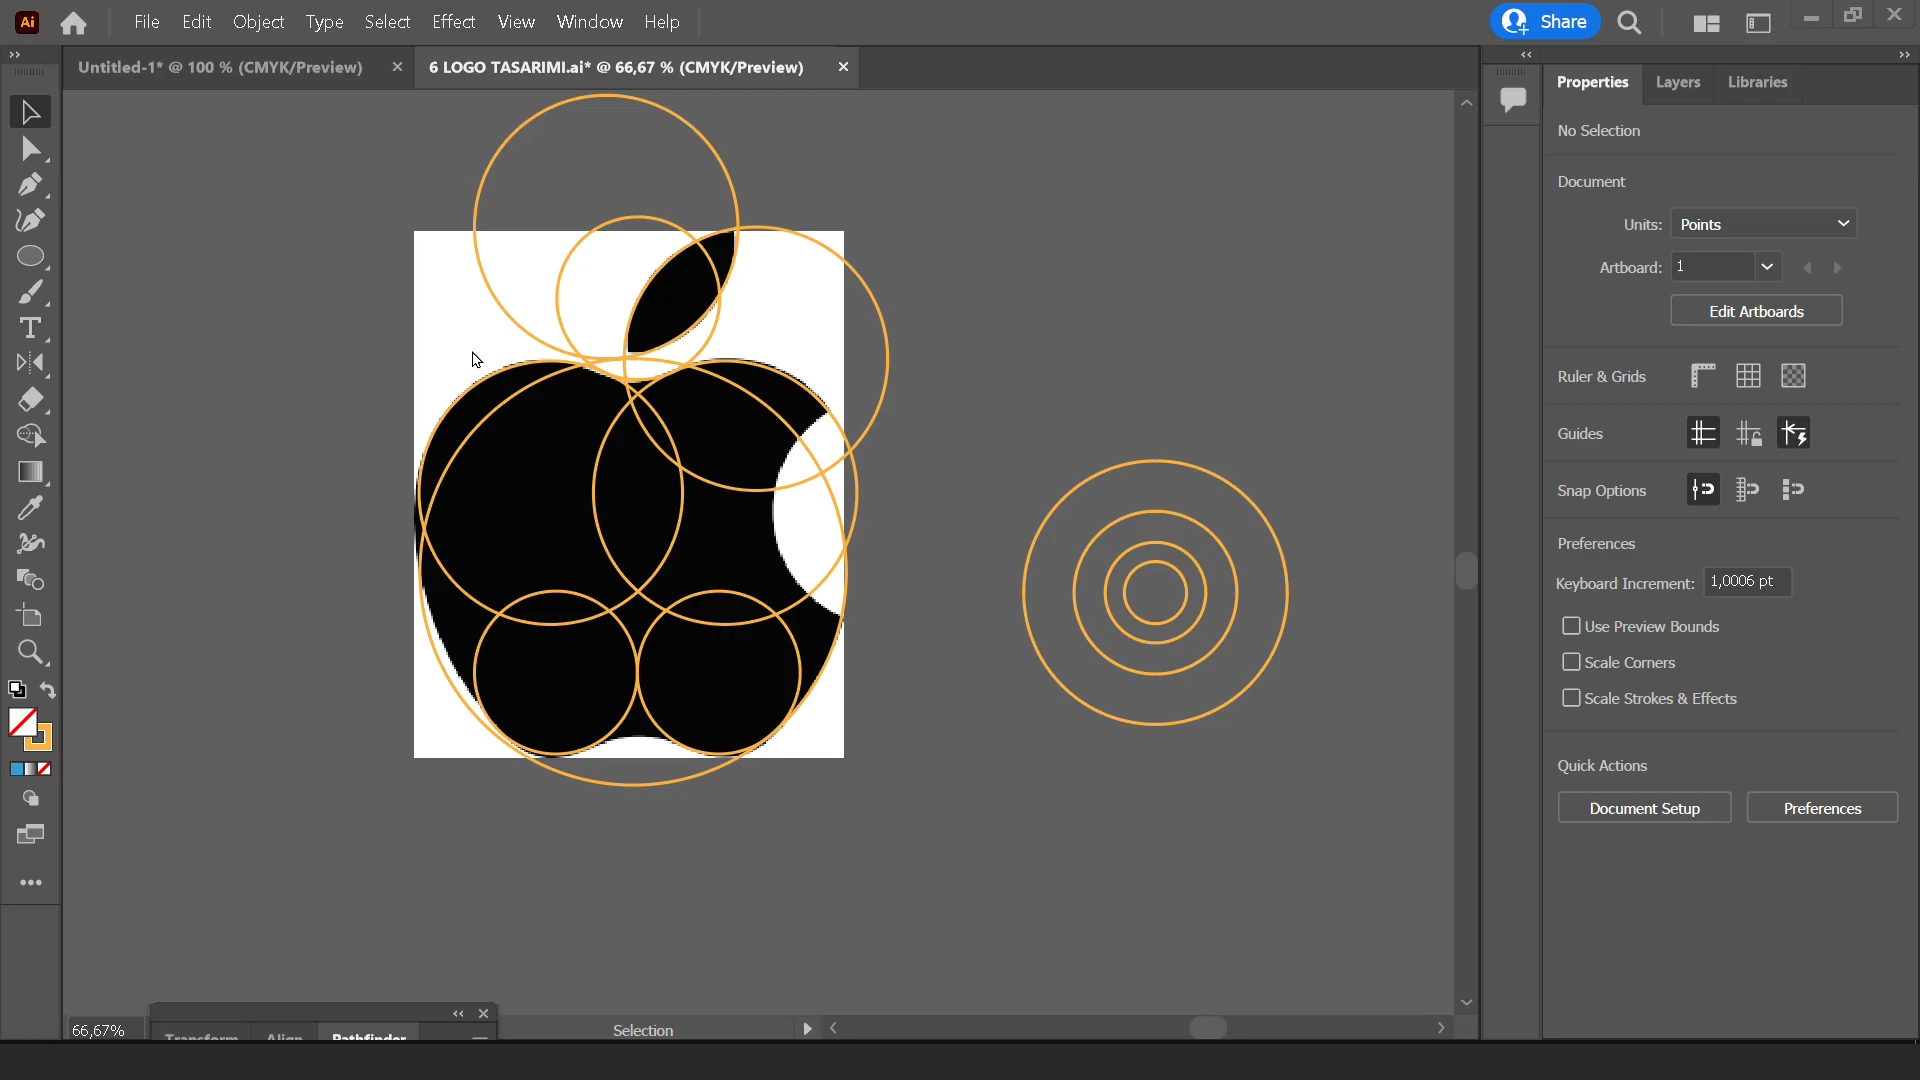 Ai File Edit Object Type Select Effect View Window Help Share
Untitled-1* @ 100 % (CMYK/Preview) 6 LOGO TASARIMI.ai* @ 66,67 % (CMYK/Preview)
Properties Layers Libraries
No Selection
Document
Units: Points
Artboard: 1
Edit Artboards
Ruler & Grids
Guides
Snap Options
Preferences
Keyboard Increment: 1,0006 pt
Use Preview Bounds
Scale Corners
Scale Strokes & Effects
Quick Actions
Document Setup Preferences
66,67% Selection
Transform Align Pathfinder